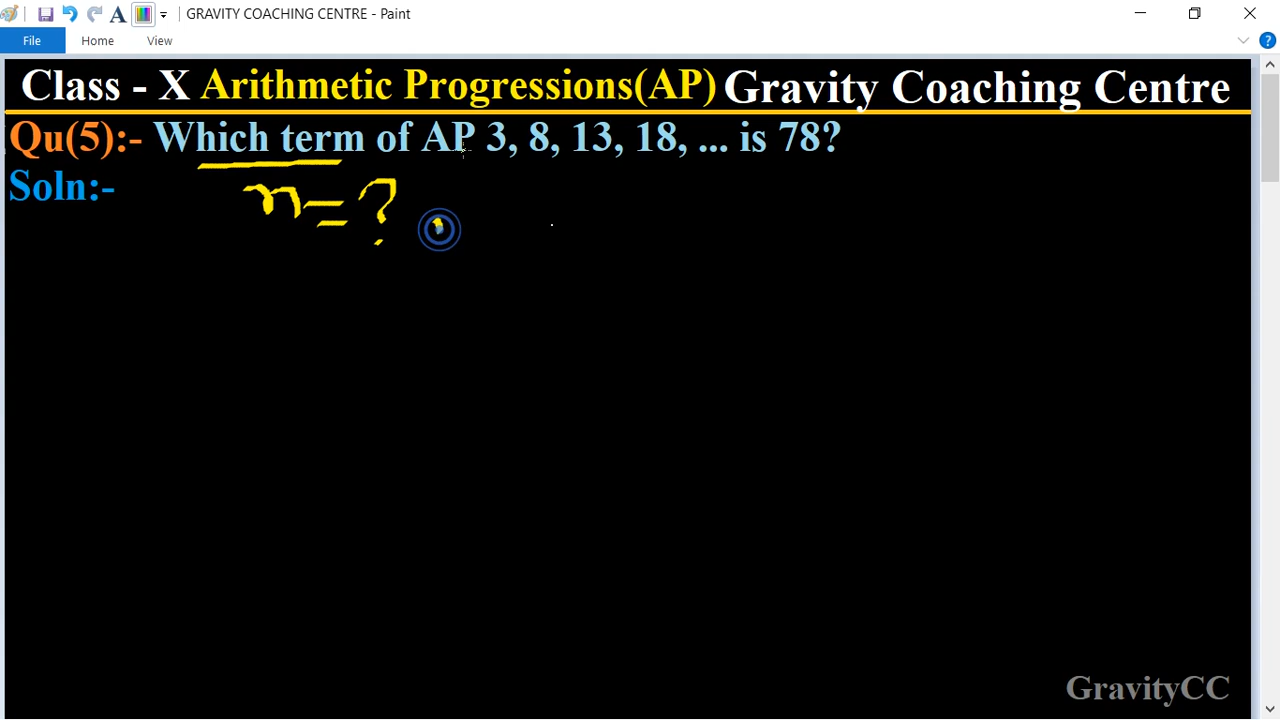 GRAVITY COACHING CENTRE - Paint
File Home View
Class - X Arithmetic Progressions(AP) Gravity Coaching Centre
Qu(5):- Which term of AP 3, 8, 13, 18, ... is 78?
Soln:-
n=?
GravityCC